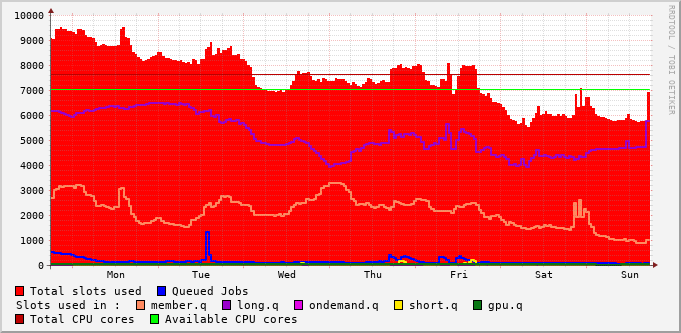 10000
9000
8000
7000
6000
5000
4000
3000
2000
1000
0
Mon Tue Wed Thu Fri Sat Sun
RRDTOOL / TOBI OETIKER
Total slots used Queued Jobs
Slots used in : member.q long.q ondemand.q short.q gpu.q
Total CPU cores Available CPU cores